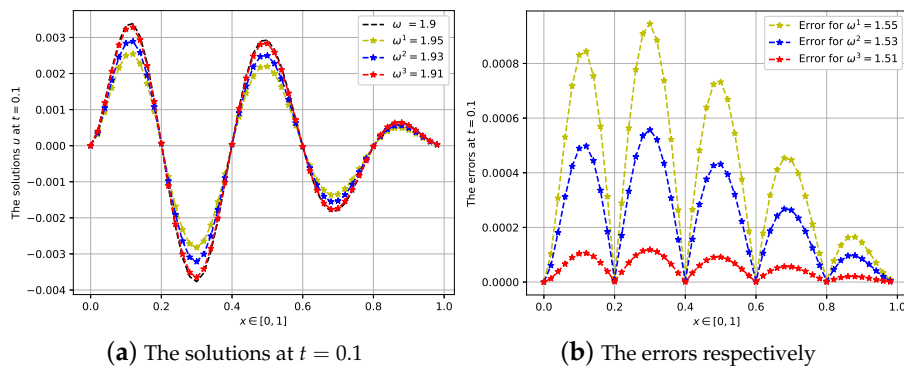 0.003
0.002
0.001
0.000
−0.001
−0.002
−0.003
−0.004
The solutions u at t = 0.1
ω = 1.9
ω¹ = 1.95
ω² = 1.93
ω³ = 1.91
0.0 0.2 0.4 0.6 0.8 1.0
x ∈ [0, 1]
(a) The solutions at t = 0.1
0.0008
0.0006
0.0004
0.0002
0.0000
The errors at t = 0.1
Error for ω¹ = 1.55
Error for ω² = 1.53
Error for ω³ = 1.51
0.0 0.2 0.4 0.6 0.8 1.0
x ∈ [0, 1]
(b) The errors respectively